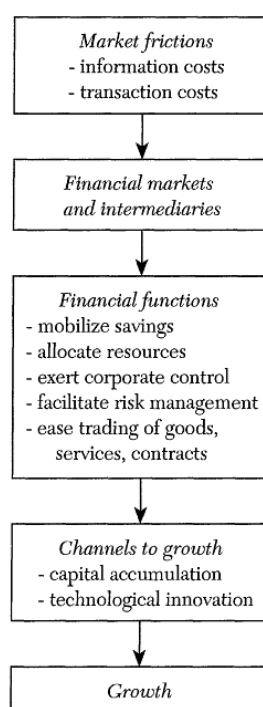 Market frictions
- information costs
- transaction costs
Financial markets
and intermediaries
Financial functions
- mobilize savings
- allocate resources
- exert corporate control
- facilitate risk management
- ease trading of goods,
services, contracts
Channels to growth
- capital accumulation
- technological innovation
Growth